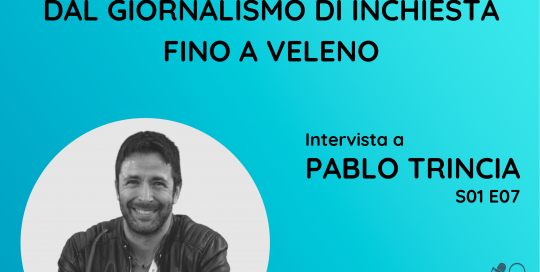 DAL GIORNALISMO DI INCHIESTA
FINO A VELENO
Intervista a
PABLO TRINCIA
S01 E07